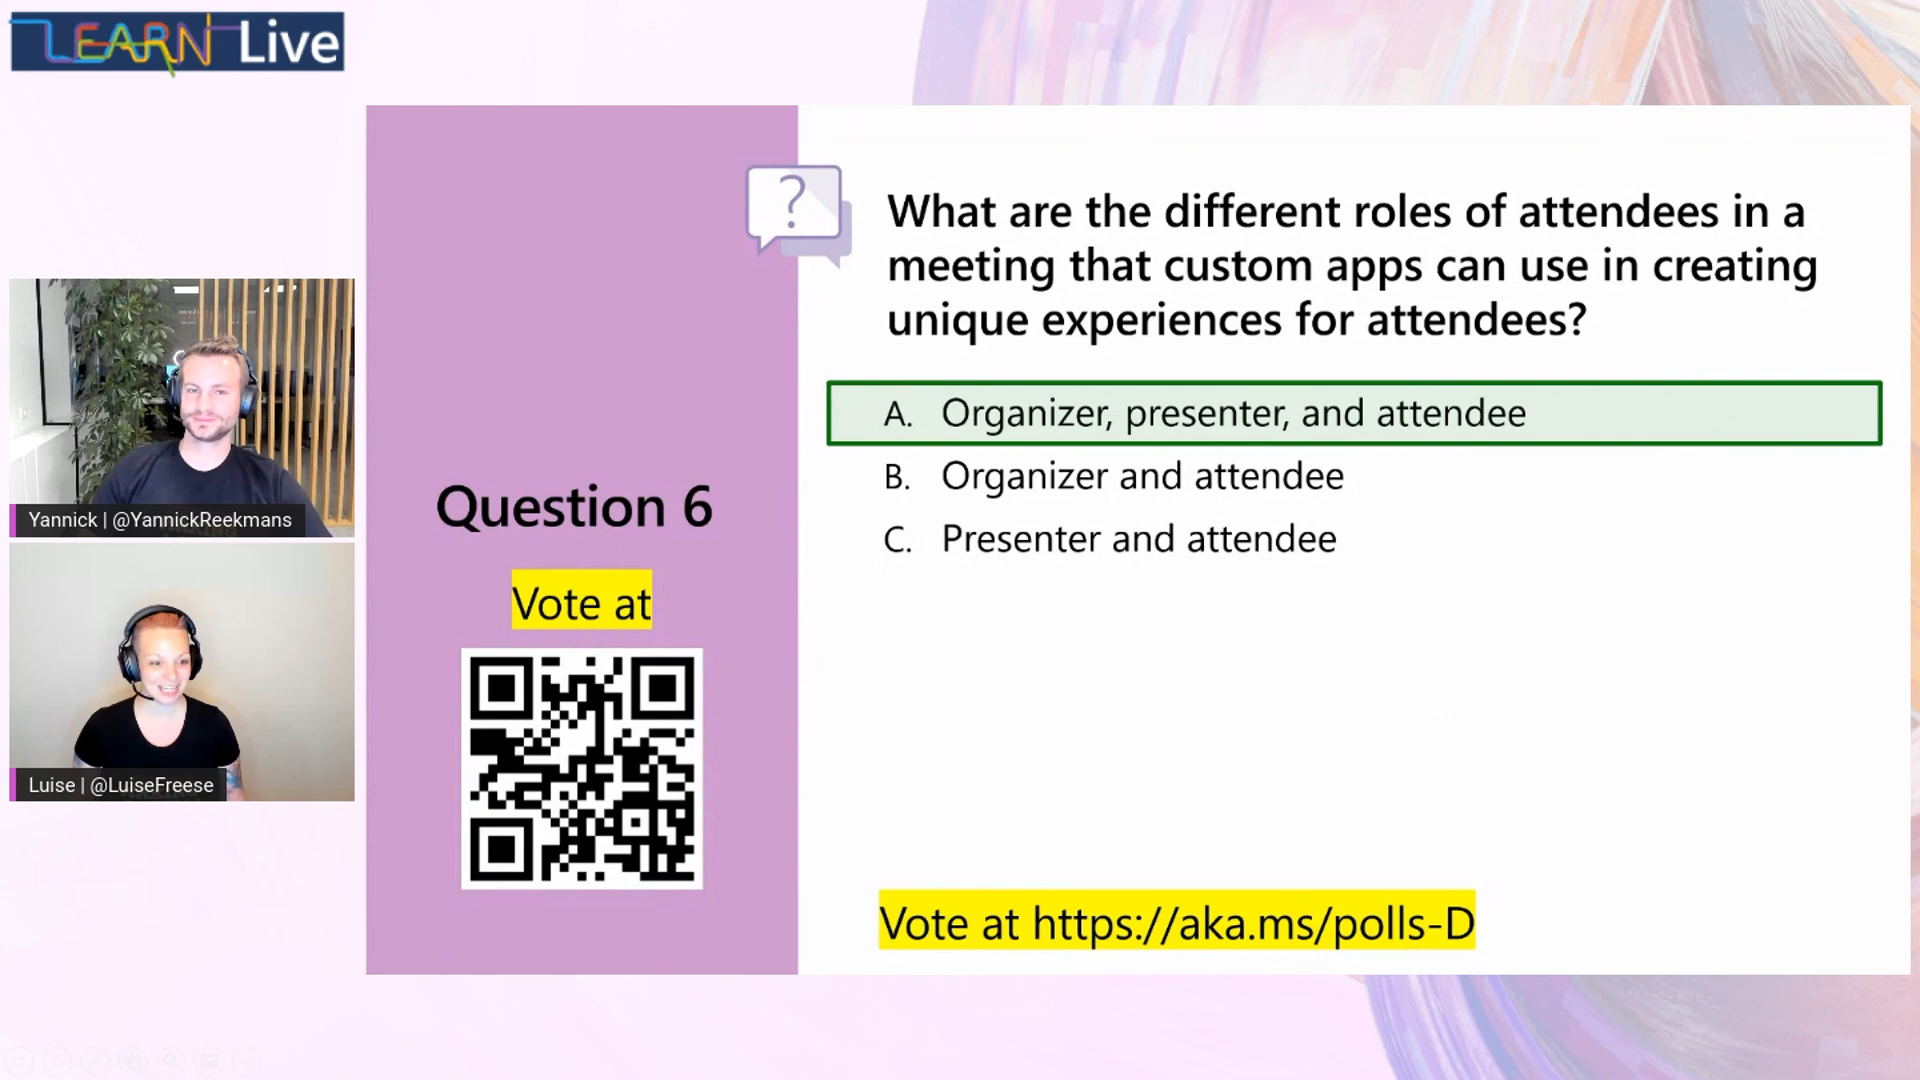 LEARN Live
?
What are the different roles of attendees in a
meeting that custom apps can use in creating
unique experiences for attendees?
A. Organizer, presenter, and attendee
B. Organizer and attendee
C. Presenter and attendee
Question 6
Vote at
Vote at https://aka.ms/polls-D
Yannick | @YannickReekmans
Luise | @LuiseFreese